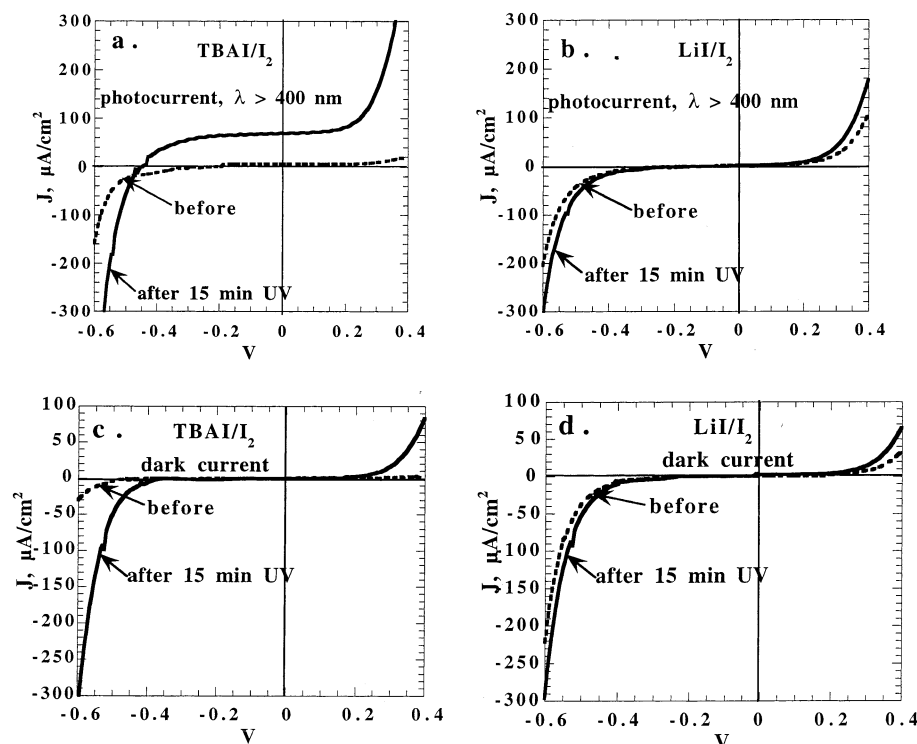 a.
TBAI/I2
photocurrent, λ > 400 nm
before
after 15 min UV
J, μA/cm2
300
200
100
0
-100
-200
-300
-0.6
-0.4
-0.2
0
0.2
0.4
V
b. .
LiI/I2
photocurrent, λ > 400 nm
before
after 15 min UV
J, μA/cm2
300
200
100
0
-100
-200
-300
-0.6
-0.4
-0.2
0
0.2
0.4
V
c.
TBAI/I2
dark current
before
after 15 min UV
J, μA/cm2
100
50
0
-50
-100
-150
-200
-250
-300
-0.6
-0.4
-0.2
0
0.2
0.4
V
d.
LiI/I2
dark current
before
after 15 min UV
J, μA/cm2
100
50
0
-50
-100
-150
-200
-250
-300
-0.6
-0.4
-0.2
0
0.2
0.4
V